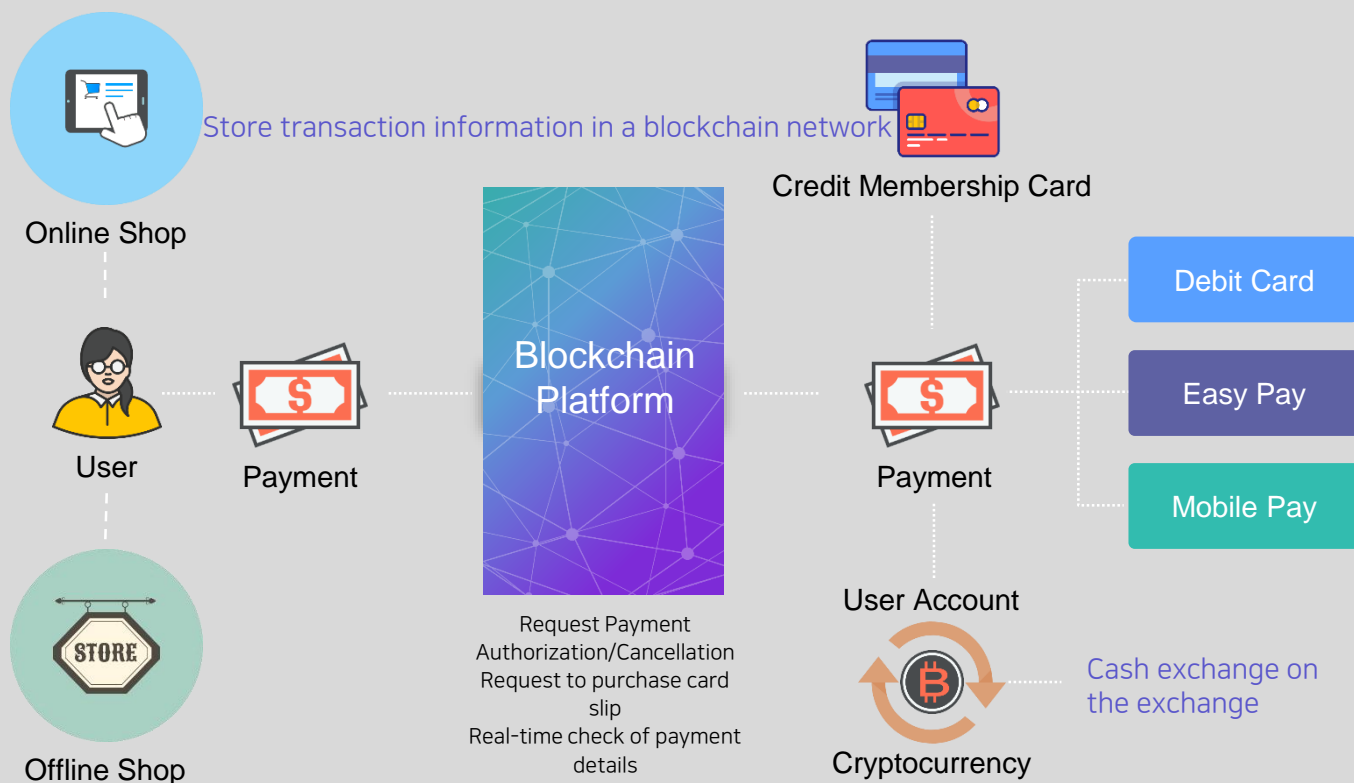 Store transaction information in a blockchain network
Online Shop
Credit Membership Card
Debit Card
Blockchain
Platform
Easy Pay
User
Payment
Payment
Mobile Pay
STORE
Offline Shop
Request Payment
Authorization/Cancellation
Request to purchase card
slip
Real-time check of payment
details
User Account
Cash exchange on
the exchange
Cryptocurrency